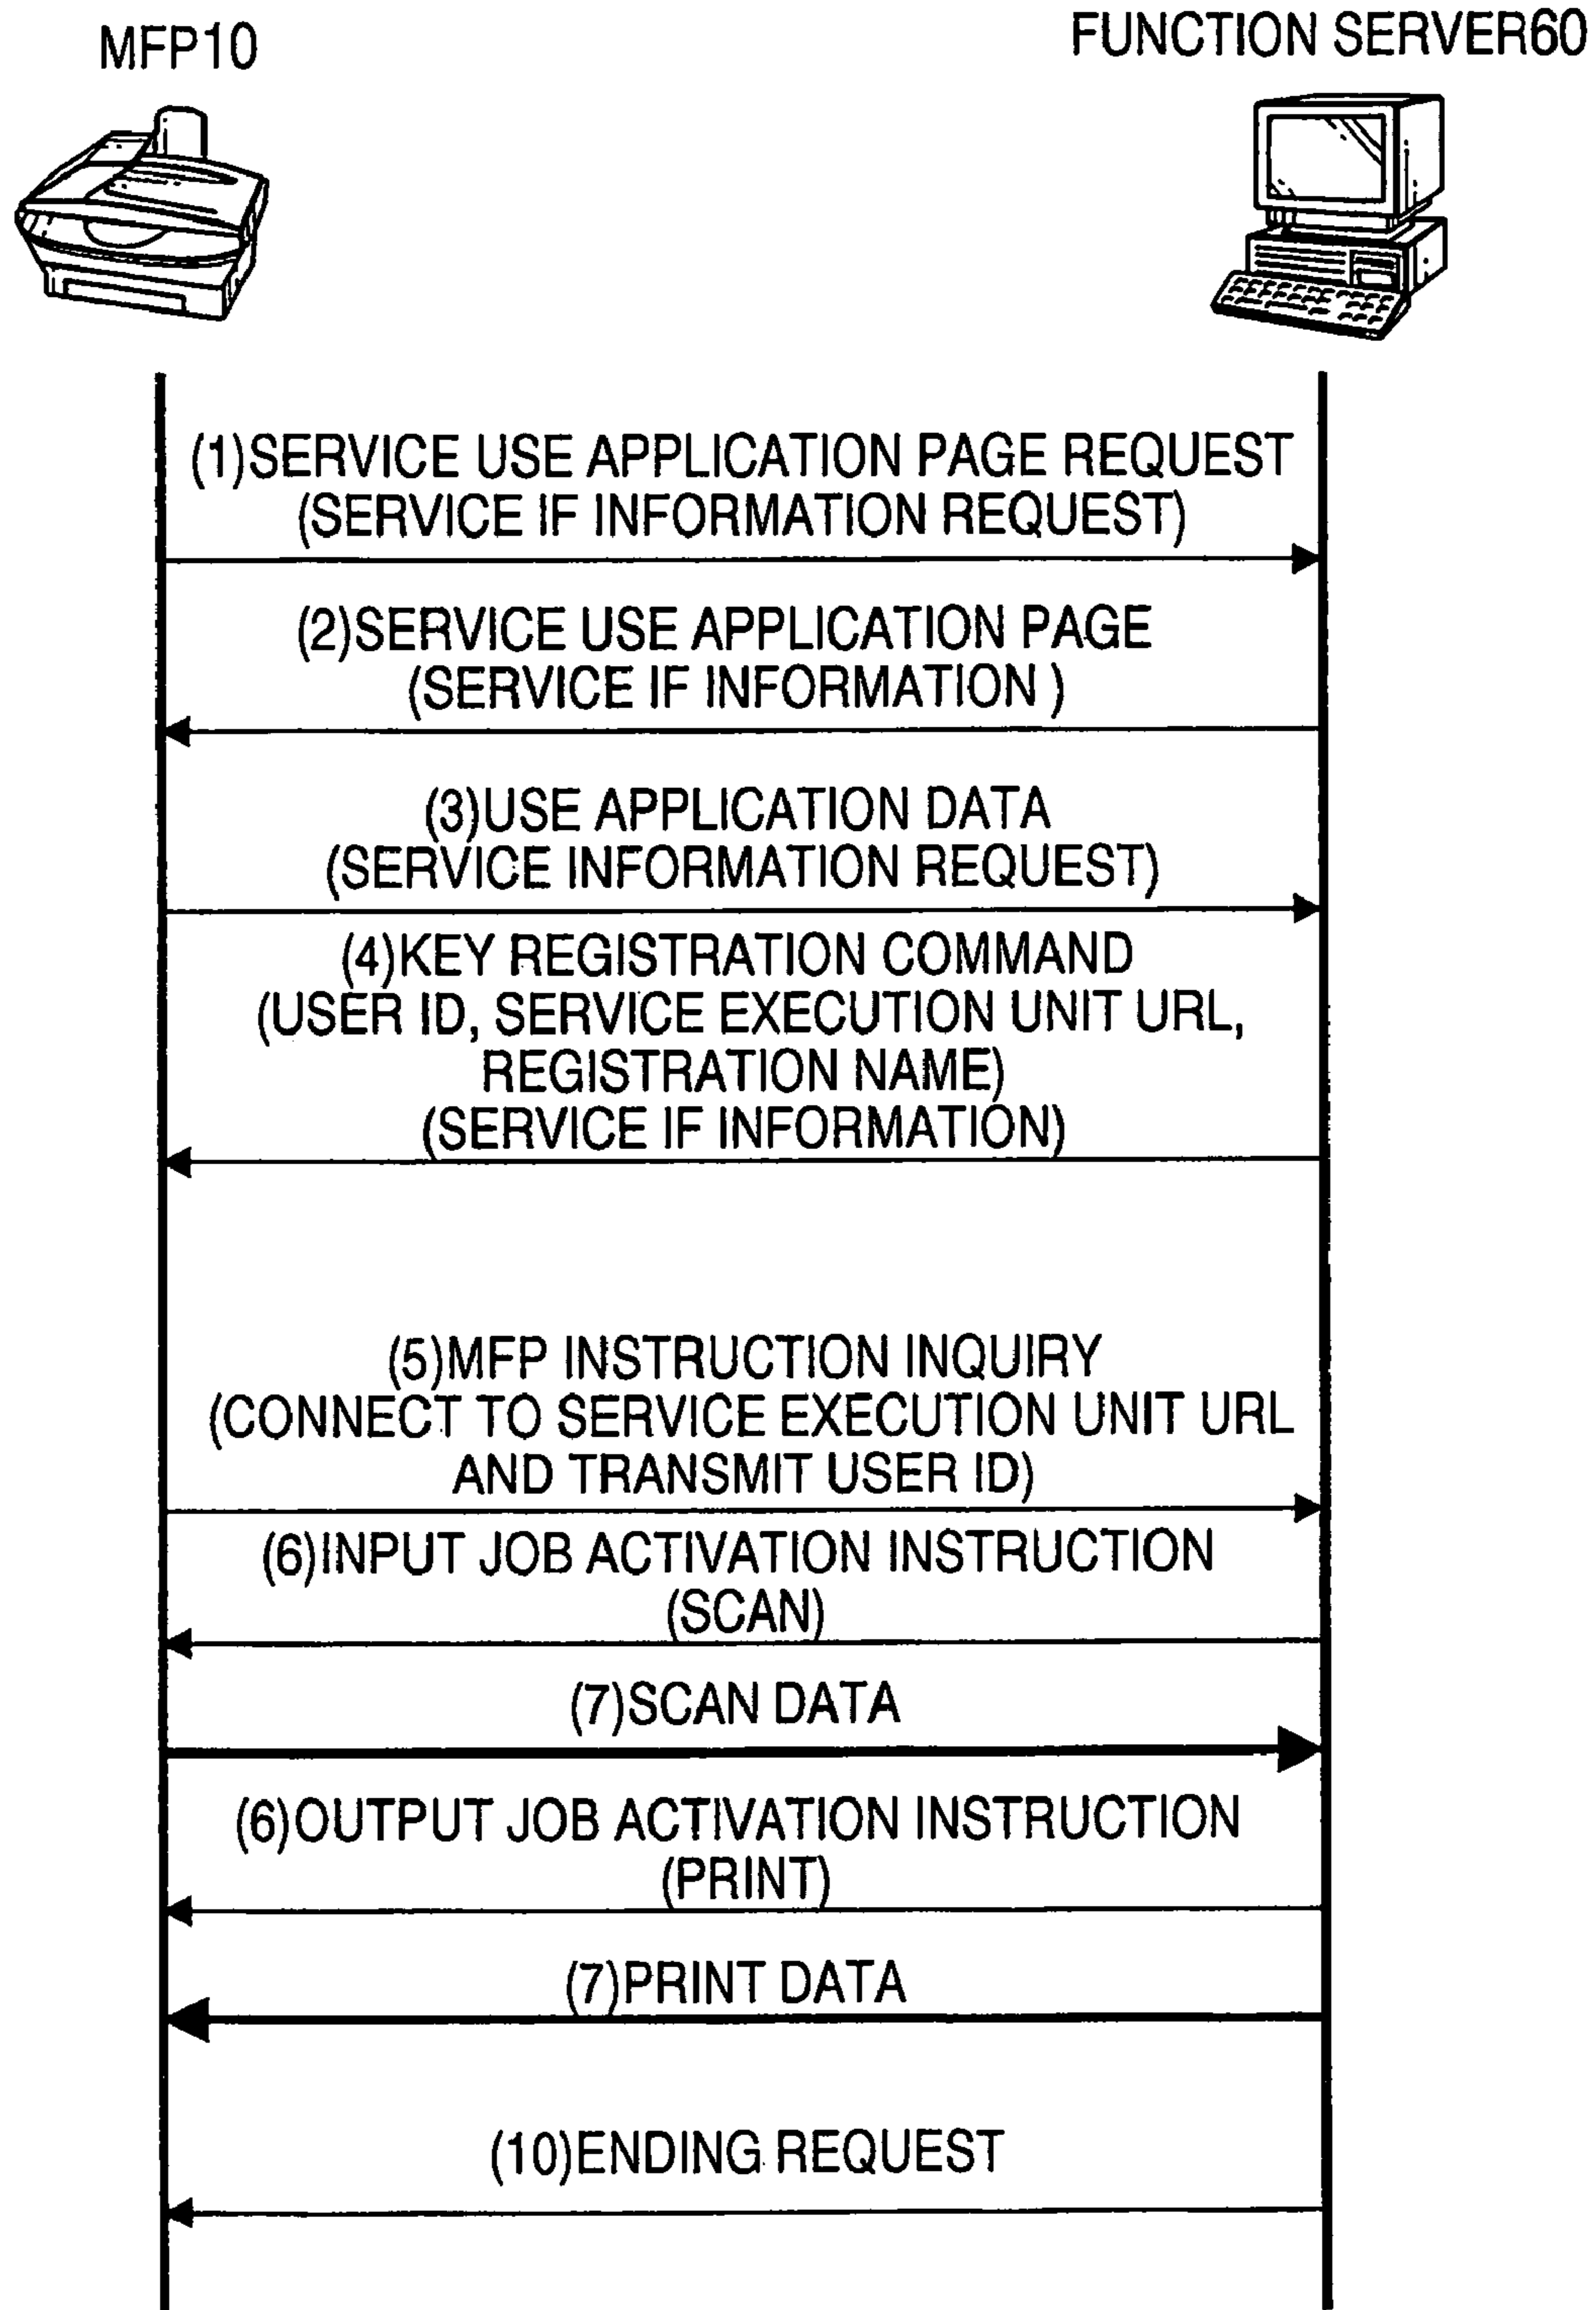 MFP10
FUNCTION SERVER60
(1)SERVICE USE APPLICATION PAGE REQUEST
(SERVICE IF INFORMATION REQUEST)
(2)SERVICE USE APPLICATION PAGE
(SERVICE IF INFORMATION )
(3)USE APPLICATION DATA
(SERVICE INFORMATION REQUEST)
(4)KEY REGISTRATION COMMAND
(USER ID, SERVICE EXECUTION UNIT URL,
REGISTRATION NAME)
(SERVICE IF INFORMATION)
(5)MFP INSTRUCTION INQUIRY
(CONNECT TO SERVICE EXECUTION UNIT URL
AND TRANSMIT USER ID)
(6)INPUT JOB ACTIVATION INSTRUCTION
(SCAN)
(7)SCAN DATA
(6)OUTPUT JOB ACTIVATION INSTRUCTION
(PRINT)
(7)PRINT DATA
(10)ENDING REQUEST